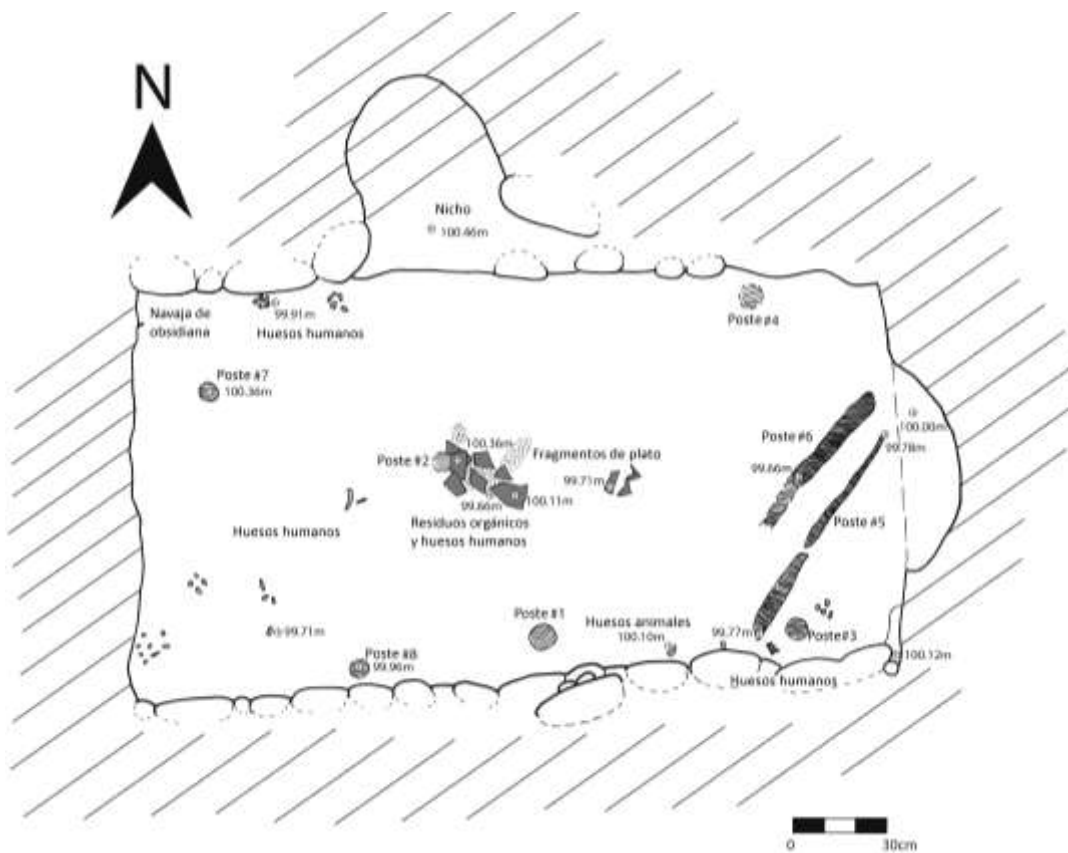 N
Nicho
100.46m
Navaja de
obsidiana
99.91m
Huesos humanos
Poste #4
Poste #7
100.36m
Poste #6
100.00m
99.78m
Poste #2
100.36m
Fragmentos de plato
99.71m
99.66m
99.66m
100.11m
Residuos orgánicos
y huesos humanos
Huesos humanos
Poste #5
99.71m
Poste #1
Huesos animales
100.10m
99.77m
Poste#3
Poste #8
99.96m
100.12m
Huesos humanos
0 30cm